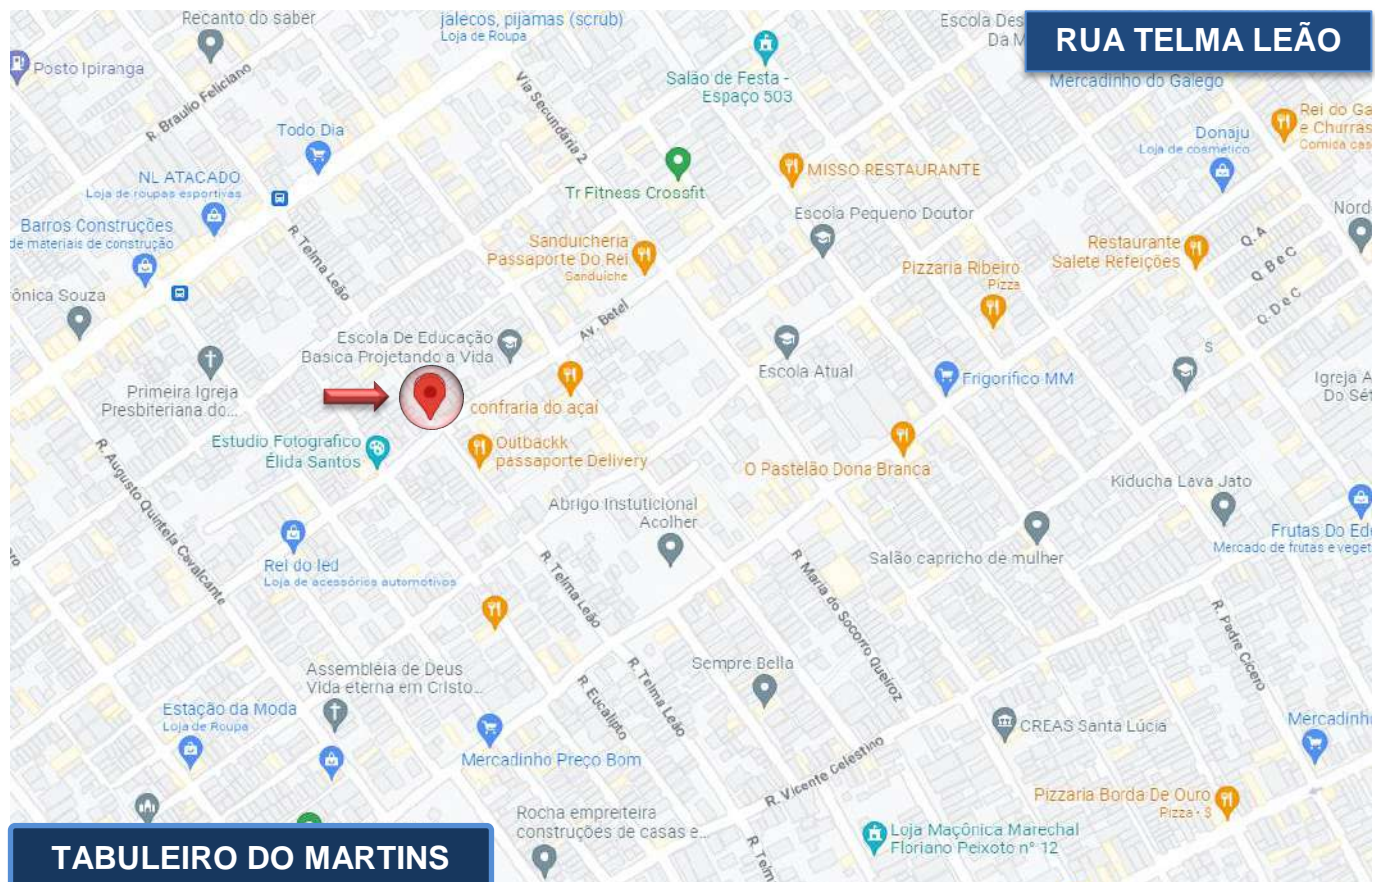 Recanto do saber
jalecos, pijamas (scrub)
Loja de Roupa
Escola Des
Da M
RUA TELMA LEÃO
Posto Ipiranga
R. Braulio Feliciano
Via Secundária 2
Salão de Festa -
Espaço 503
Mercadinho do Galego
Rei do Ga
e Churras
Comida cas
Todo Dia
Donaju
Loja de cosmético
NL ATACADO
Loja de roupas esportivas
Tr Fitness Crossfit
MISSO RESTAURANTE
Barros Construções
de materiais de construção
R. Telma Leão
Sanduicheria
Passaporte Do Rei
Sanduiche
Escola Pequeno Doutor
Nord
Restaurante
Salete Refeições
Q. A
Q. B e C
Q. D e C
Pizzaria Ribeiro
Pizza
ônica Souza
Av. Betel
Escola De Educação
Basica Projetando a Vida
S
Escola Atual
Frigorifico MM
Igreja A
Do Sét
Primeira Igreja
Presbiteriana do...
confraria do açaí
Estudio Fotografico
Élida Santos
Outbackk
passaporte Delivery
O Pastelão Dona Branca
R. Augusto Quintela Cavalcante
Kiducha Lava Jato
Abrigo Instuticional
Acolher
Frutas Do Ede
Mercado de frutas e veget
Rei do led
Loja de acessórios automotivos
R. Telma Leão
R. Maria do Socorro Queiroz
Salão capricho de mulher
ro
R. Padre Cícero
Assembléia de Deus
Vida eterna em Cristo...
R. Eucalipto
R. Telma Leão
Sempre Bella
Estação da Moda
Loja de Roupa
CREAS Santa Lúcia
Mercadinh
Mercadinho Preço Bom
R. Vicente Celestino
Pizzaria Borda De Ouro
Pizza · $
Rocha empreiteira
construções de casas e...
R. Telm
Loja Maçônica Marechal
Floriano Peixoto n° 12
TABULEIRO DO MARTINS